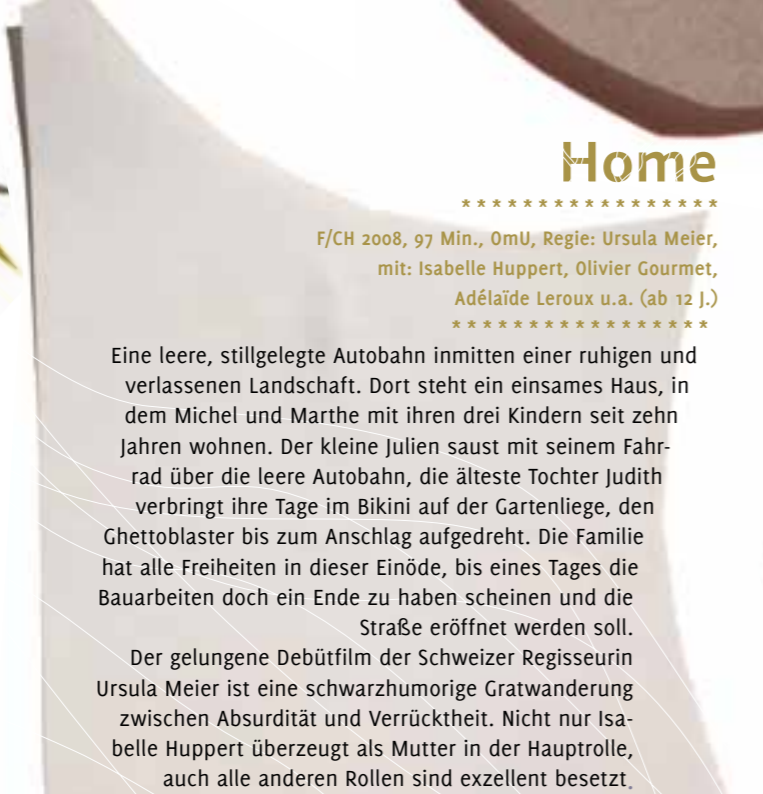 Home
* * * * * * * * * * * * * * * * *
F/CH 2008, 97 Min., OmU, Regie: Ursula Meier,
mit: Isabelle Huppert, Olivier Gourmet,
Adélaïde Leroux u.a. (ab 12 J.)
* * * * * * * * * * * * * * * * *
Eine leere, stillgelegte Autobahn inmitten einer ruhigen und
verlassenen Landschaft. Dort steht ein einsames Haus, in
dem Michel und Marthe mit ihren drei Kindern seit zehn
Jahren wohnen. Der kleine Julien saust mit seinem Fahr-
rad über die leere Autobahn, die älteste Tochter Judith
verbringt ihre Tage im Bikini auf der Gartenliege, den
Ghettoblaster bis zum Anschlag aufgedreht. Die Familie
hat alle Freiheiten in dieser Einöde, bis eines Tages die
Bauarbeiten doch ein Ende zu haben scheinen und die
Straße eröffnet werden soll.
Der gelungene Debütfilm der Schweizer Regisseurin
Ursula Meier ist eine schwarzhumorige Gratwanderung
zwischen Absurdität und Verrücktheit. Nicht nur Isa-
belle Huppert überzeugt als Mutter in der Hauptrolle,
auch alle anderen Rollen sind exzellent besetzt.